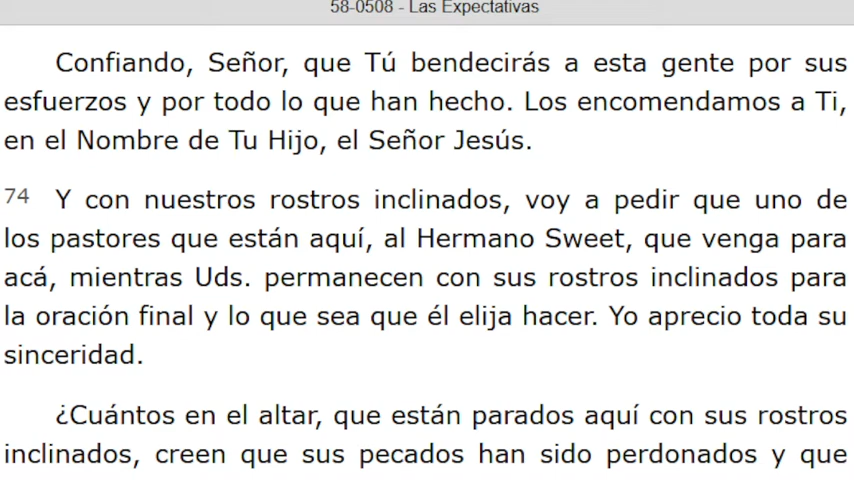 58-0508 - Las Expectativas
Confiando, Señor, que Tú bendecirás a esta gente por sus
esfuerzos y por todo lo que han hecho. Los encomendamos a Ti,
en el Nombre de Tu Hijo, el Señor Jesús.
74 Y con nuestros rostros inclinados, voy a pedir que uno de
los pastores que están aquí, al Hermano Sweet, que venga para
acá, mientras Uds. permanecen con sus rostros inclinados para
la oración final y lo que sea que él elija hacer. Yo aprecio toda su
sinceridad.
¿Cuántos en el altar, que están parados aquí con sus rostros
inclinados, creen que sus pecados han sido perdonados y que